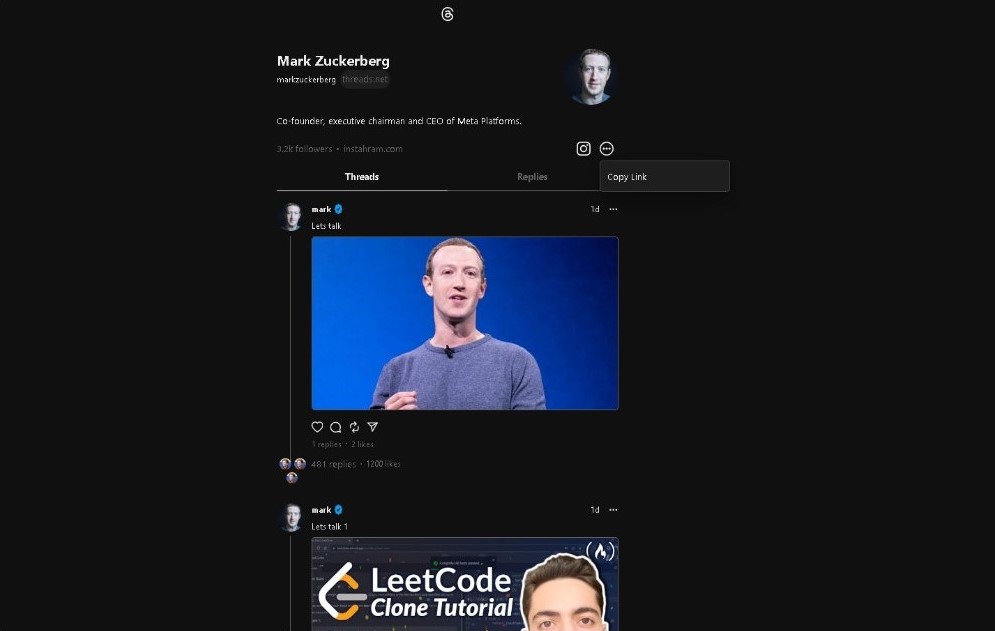 Mark Zuckerberg
markzuckerberg threads.net
Co-founder, executive chairman and CEO of Meta Platforms.
3.2k followers • instahram.com
Threads Replies
Copy Link
mark 1d
Lets talk
1 replies · 2 likes
481 replies · 1200 likes
mark 1d
Lets talk 1
LeetCode
Clone Tutorial